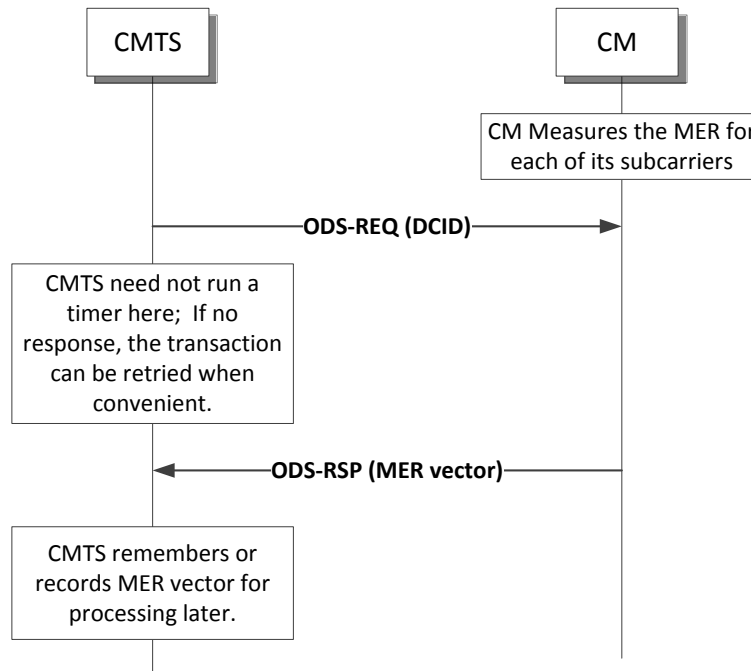 CMTS
CM
CM Measures the MER for
each of its subcarriers
ODS-REQ (DCID)
CMTS need not run a
timer here;  If no
response, the transaction
can be retried when
convenient.
ODS-RSP (MER vector)
CMTS remembers or
records MER vector for
processing later.